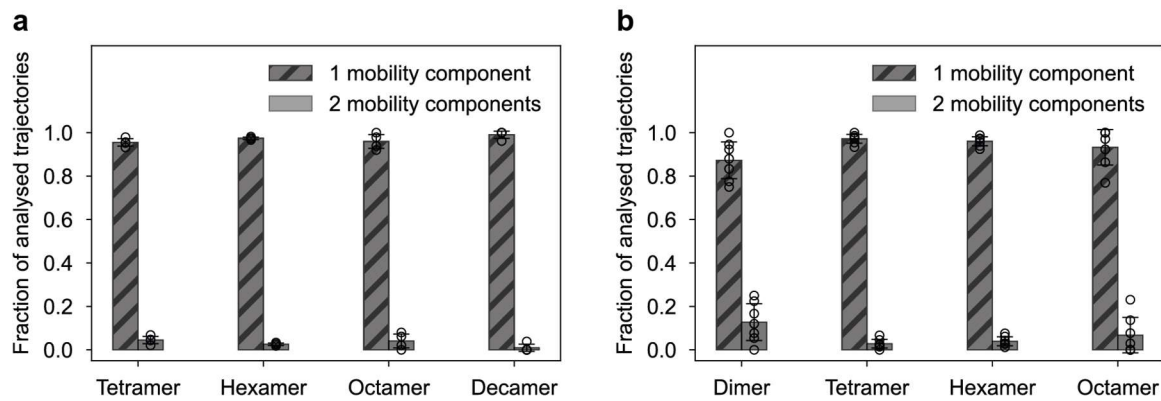 a
1 mobility component
2 mobility components
Fraction of analysed trajectories
1.0
0.8
0.6
0.4
0.2
0.0
Tetramer Hexamer Octamer Decamer
b
1 mobility component
2 mobility components
Fraction of analysed trajectories
1.0
0.8
0.6
0.4
0.2
0.0
Dimer Tetramer Hexamer Octamer